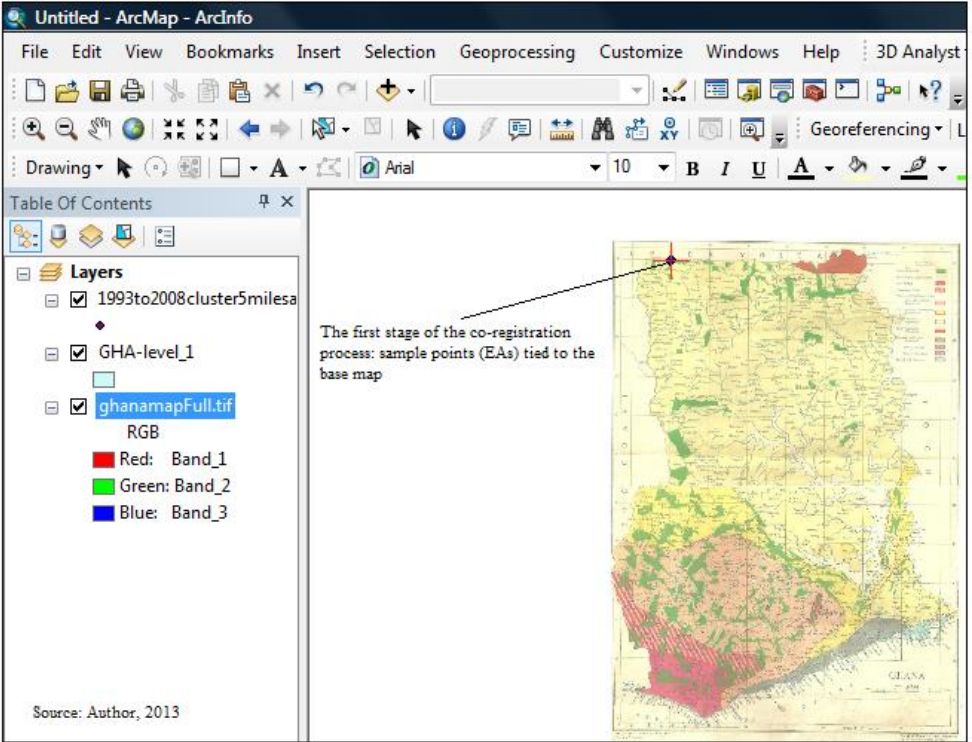 Untitled - ArcMap - ArcInfo
File Edit View Bookmarks Insert Selection Geoprocessing Customize Windows Help 3D Analyst
Georeferencing
Drawing A Arial 10 B I U A
Table Of Contents
Layers
1993to2008cluster5milesa
GHA-level_1
ghanamapFull.tif
RGB
Red: Band_1
Green: Band_2
Blue: Band_3
The first stage of the co-registration
process: sample points (EAs) tied to the
base map
GHANA
Source: Author, 2013